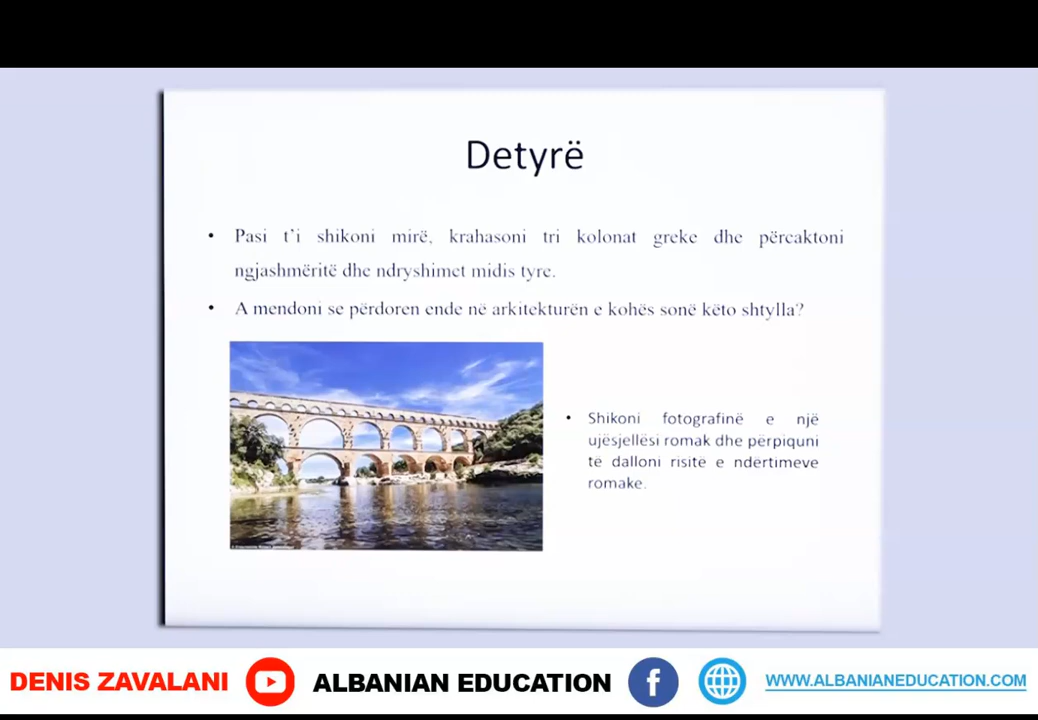 Detyrë
• Pasi t'i shikoni mirë, krahasoni tri kolonat greke dhe përcaktoni
ngjashmëritë dhe ndryshimet midis tyre.
• A mendoni se përdoren ende në arkitekturën e kohës sonë këto shtylla?
• Shikoni fotografinë e një
ujësjellësi romak dhe përpiquni
të dalloni risitë e ndërtimeve
romake.
DENIS ZAVALANI
ALBANIAN EDUCATION
WWW.ALBANIANEDUCATION.COM